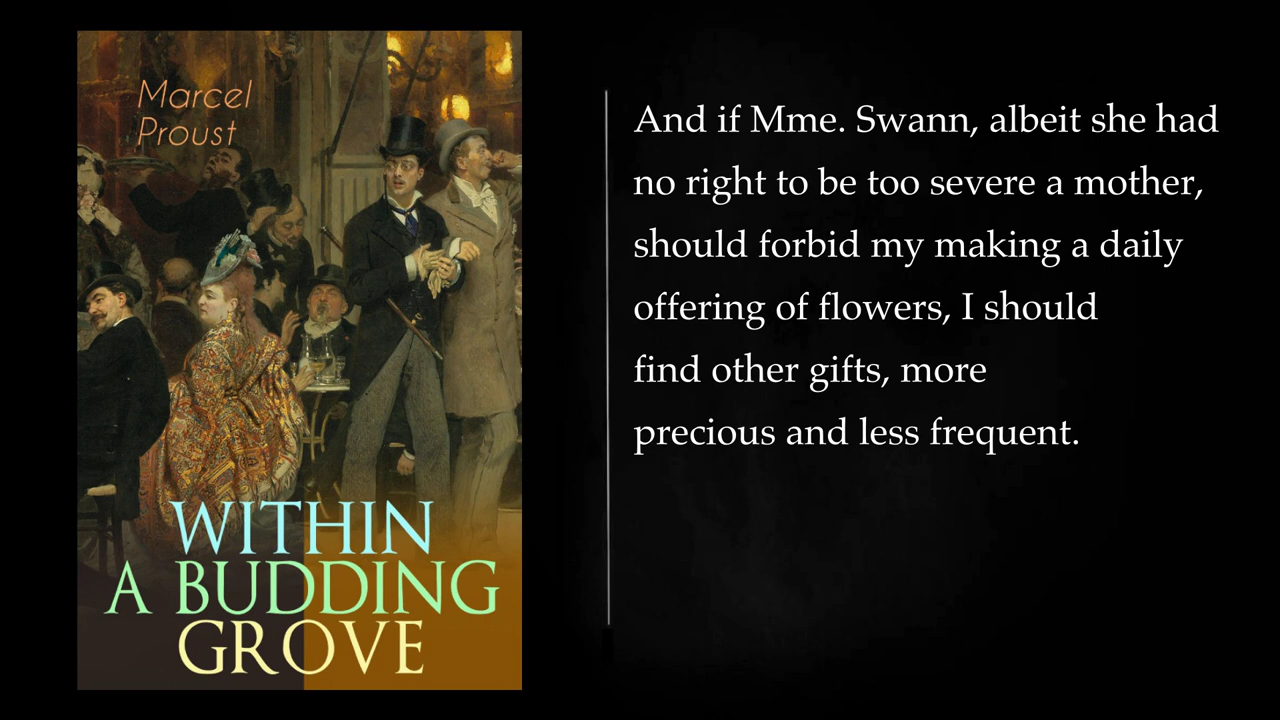 Marcel
Proust
WITHIN
A BUDDING
GROVE
And if Mme. Swann, albeit she had
no right to be too severe a mother,
should forbid my making a daily
offering of flowers, I should
find other gifts, more
precious and less frequent.